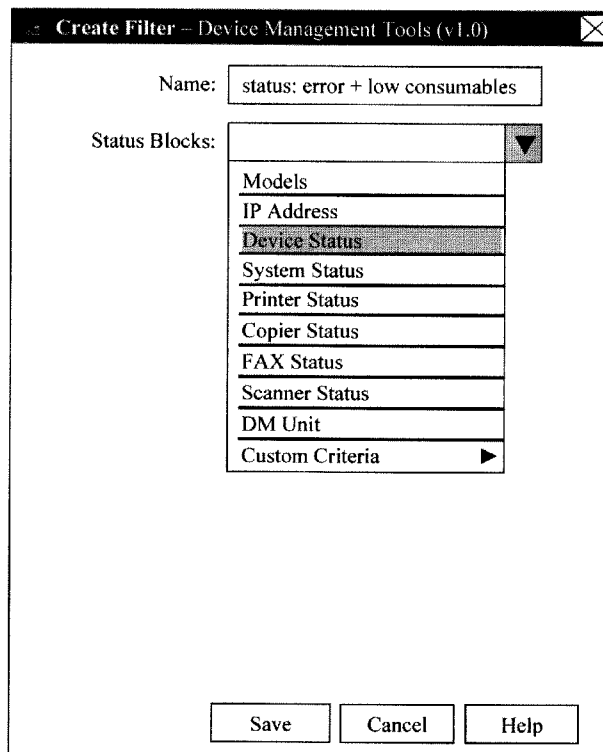 Create Filter – Device Management Tools (v1.0)
Name: status: error + low consumables
Status Blocks:
Models
IP Address
Device Status
System Status
Printer Status
Copier Status
FAX Status
Scanner Status
DM Unit
Custom Criteria
Save Cancel Help